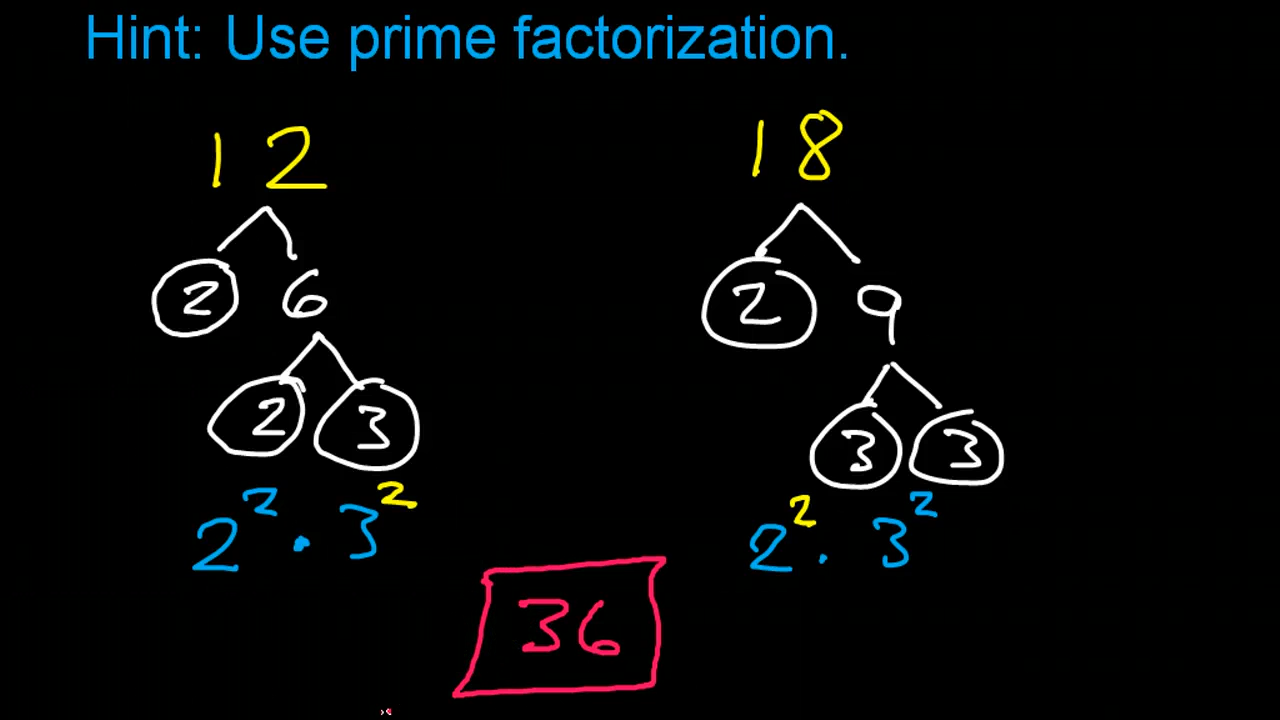 Hint: Use prime factorization.
12 18
2 6 2 9
2 3 3 3
2² · 3² 2² · 3²
36